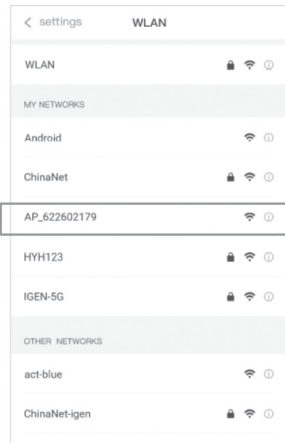 settings WLAN
WLAN
MY NETWORKS
Android
ChinaNet
AP_622602179
HYH123
IGEN-5G
OTHER NETWORKS
act-blue
ChinaNet-igen